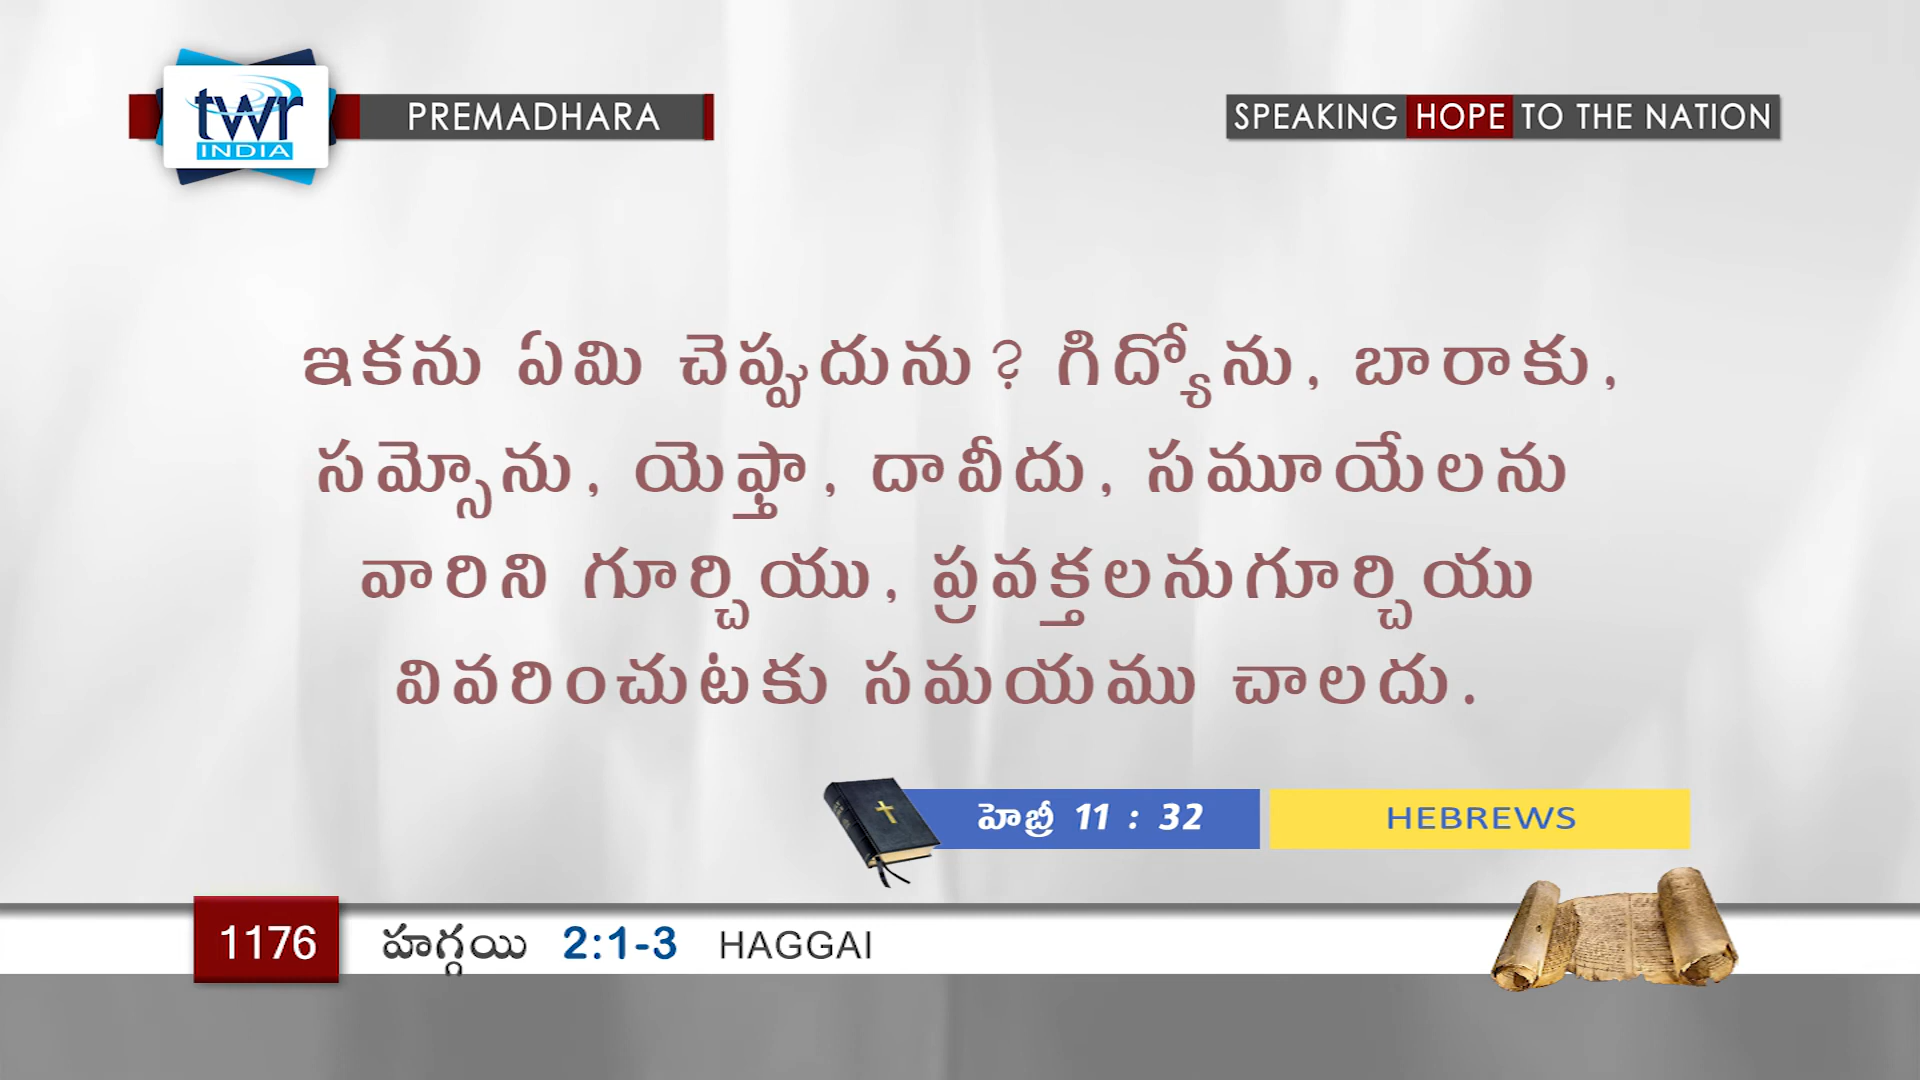 twr
INDIA
PREMADHARA
SPEAKING HOPE TO THE NATION
ఇకను ఏమి చెప్పుదును? గిద్యోను, బారాకు,
సమ్సోను, యెఫ్తా, దావీదు, సమూయేలను
వారిని గూర్చియు, ప్రవక్తలనుగూర్చియు
వివరించుటకు సమయము చాలదు.
హెబ్రీ 11 : 32
HEBREWS
1176 హగ్గయి 2:1-3 HAGGAI